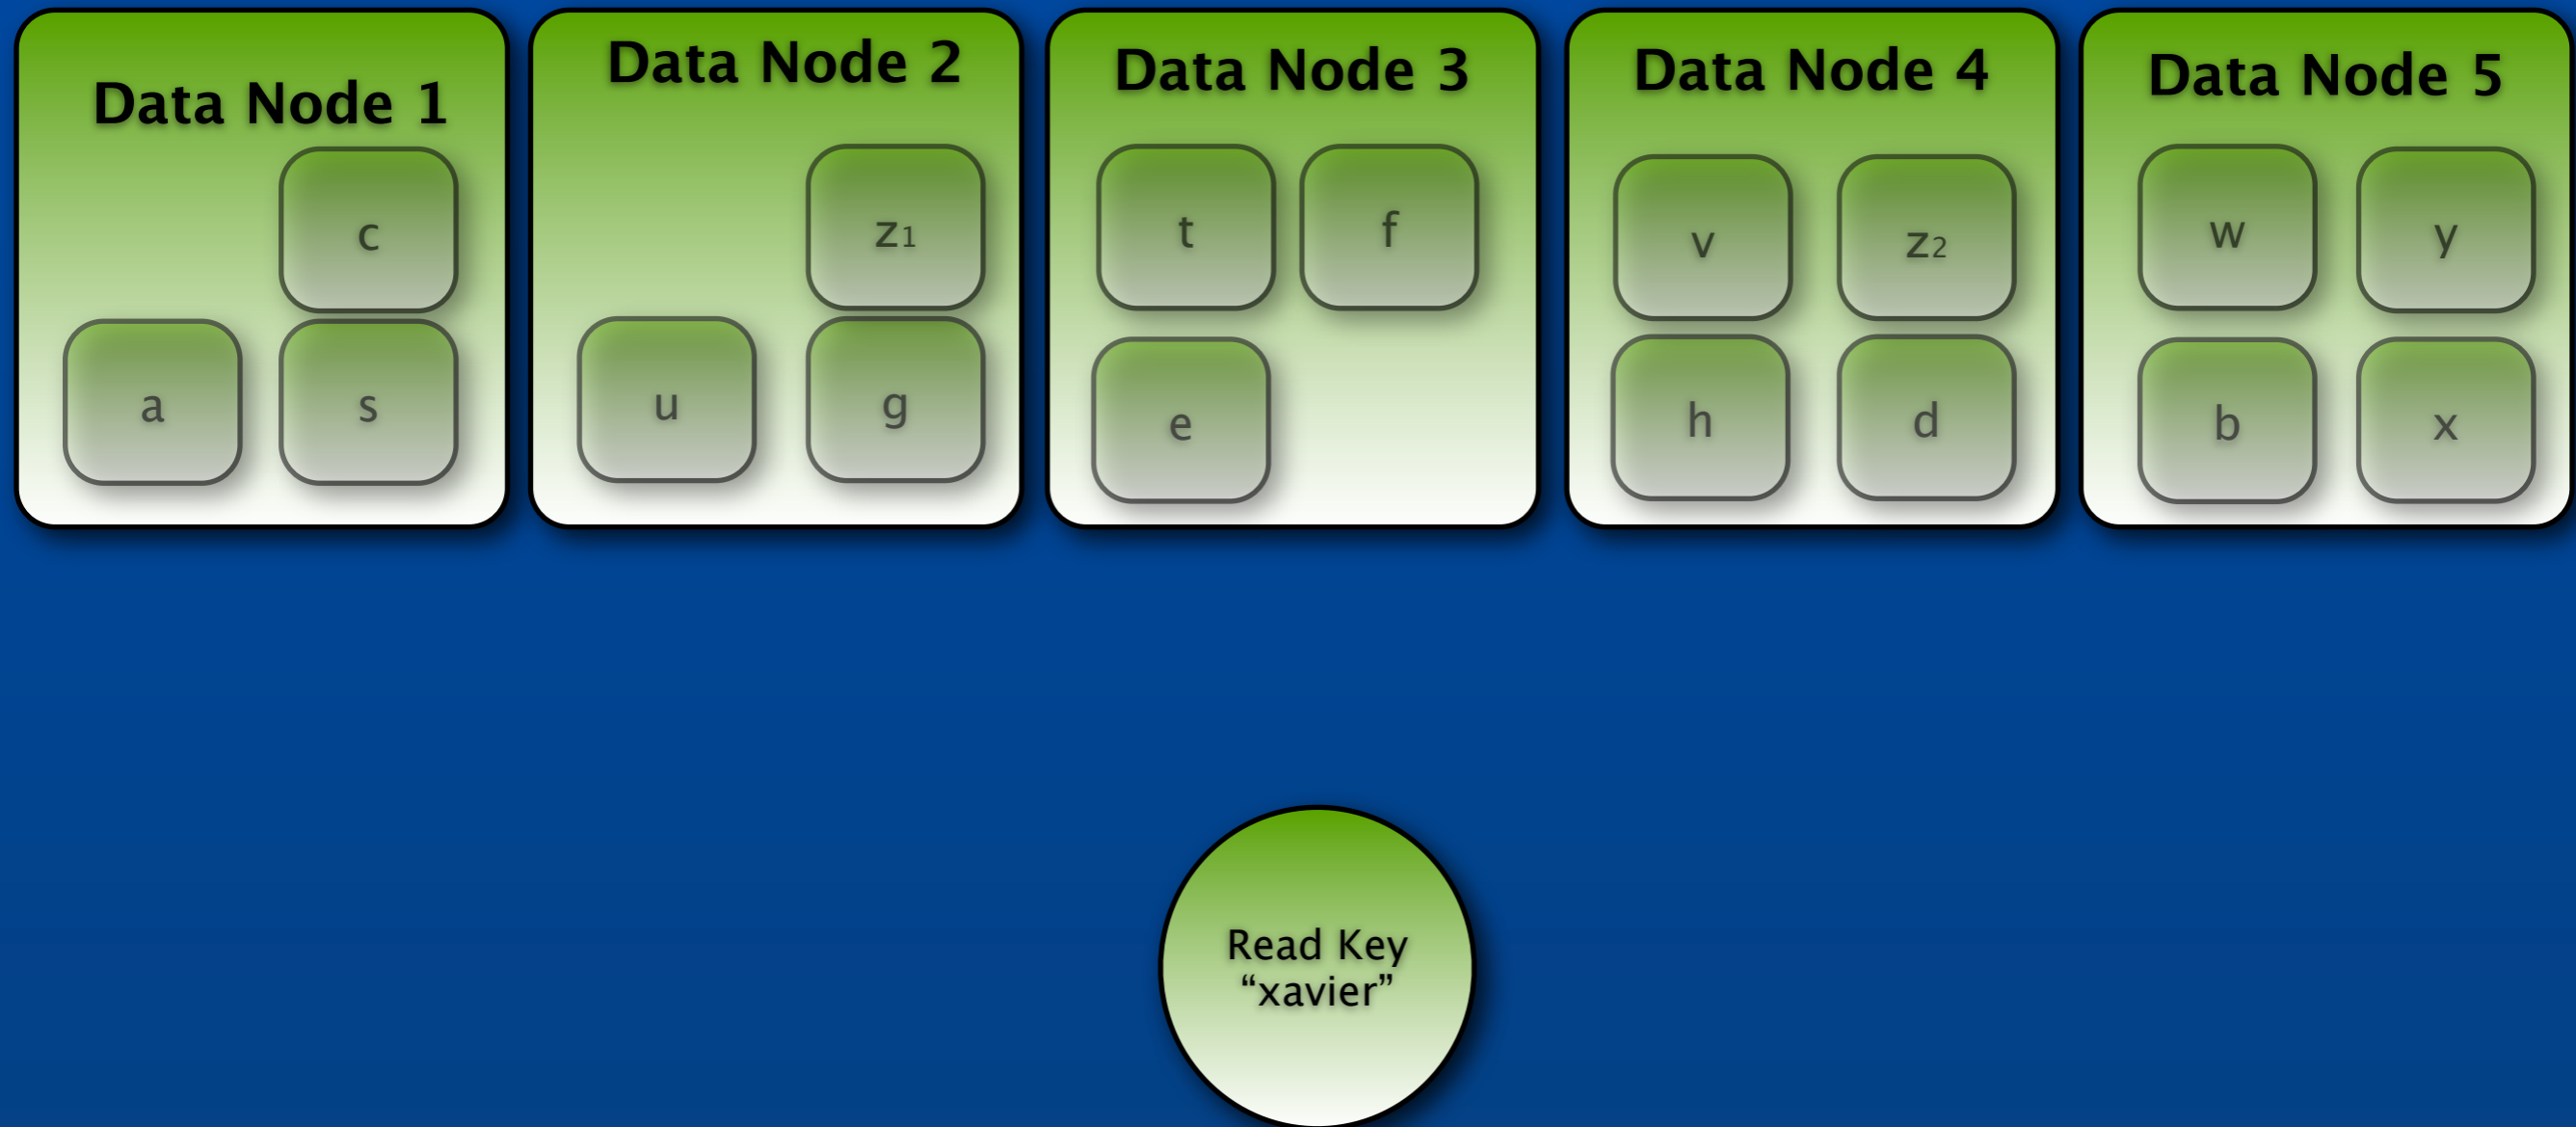 Data Node 1
c
a
s
Data Node 2
z1
u
g
Data Node 3
t
f
e
Data Node 4
v
z2
h
d
Data Node 5
w
y
b
x
Read Key
“xavier”